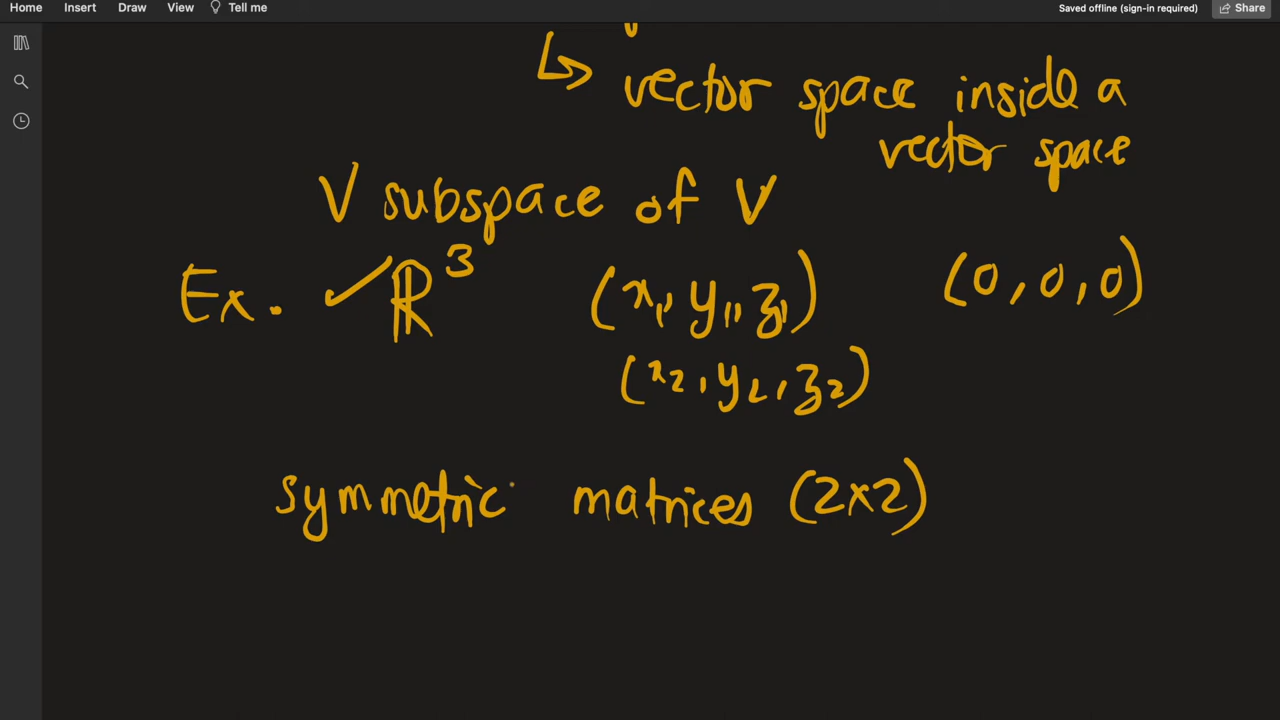 Home Insert Draw View Tell me Saved offline (sign-in required) Share
vector space inside a
vector space
V subspace of V
Ex. ✓ ℝ³ (x₁, y₁, z₁) (0, 0, 0)
(x₂, y₂, z₂)
symmetric matrices (2x2)